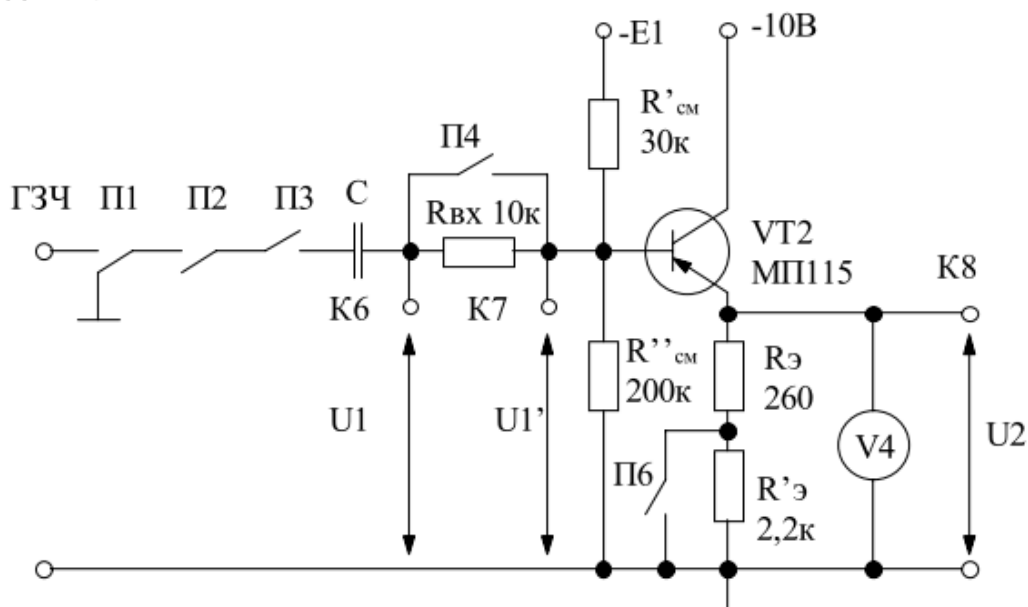 -E1
-10В
R’см
30к
П4
ГЗЧ
П1
П2
П3
С
Rвх 10к
VT2
МП115
К6
К7
К8
R’’см
200к
Rэ
260
U1
U1’
V4
U2
П6
R’э
2,2к